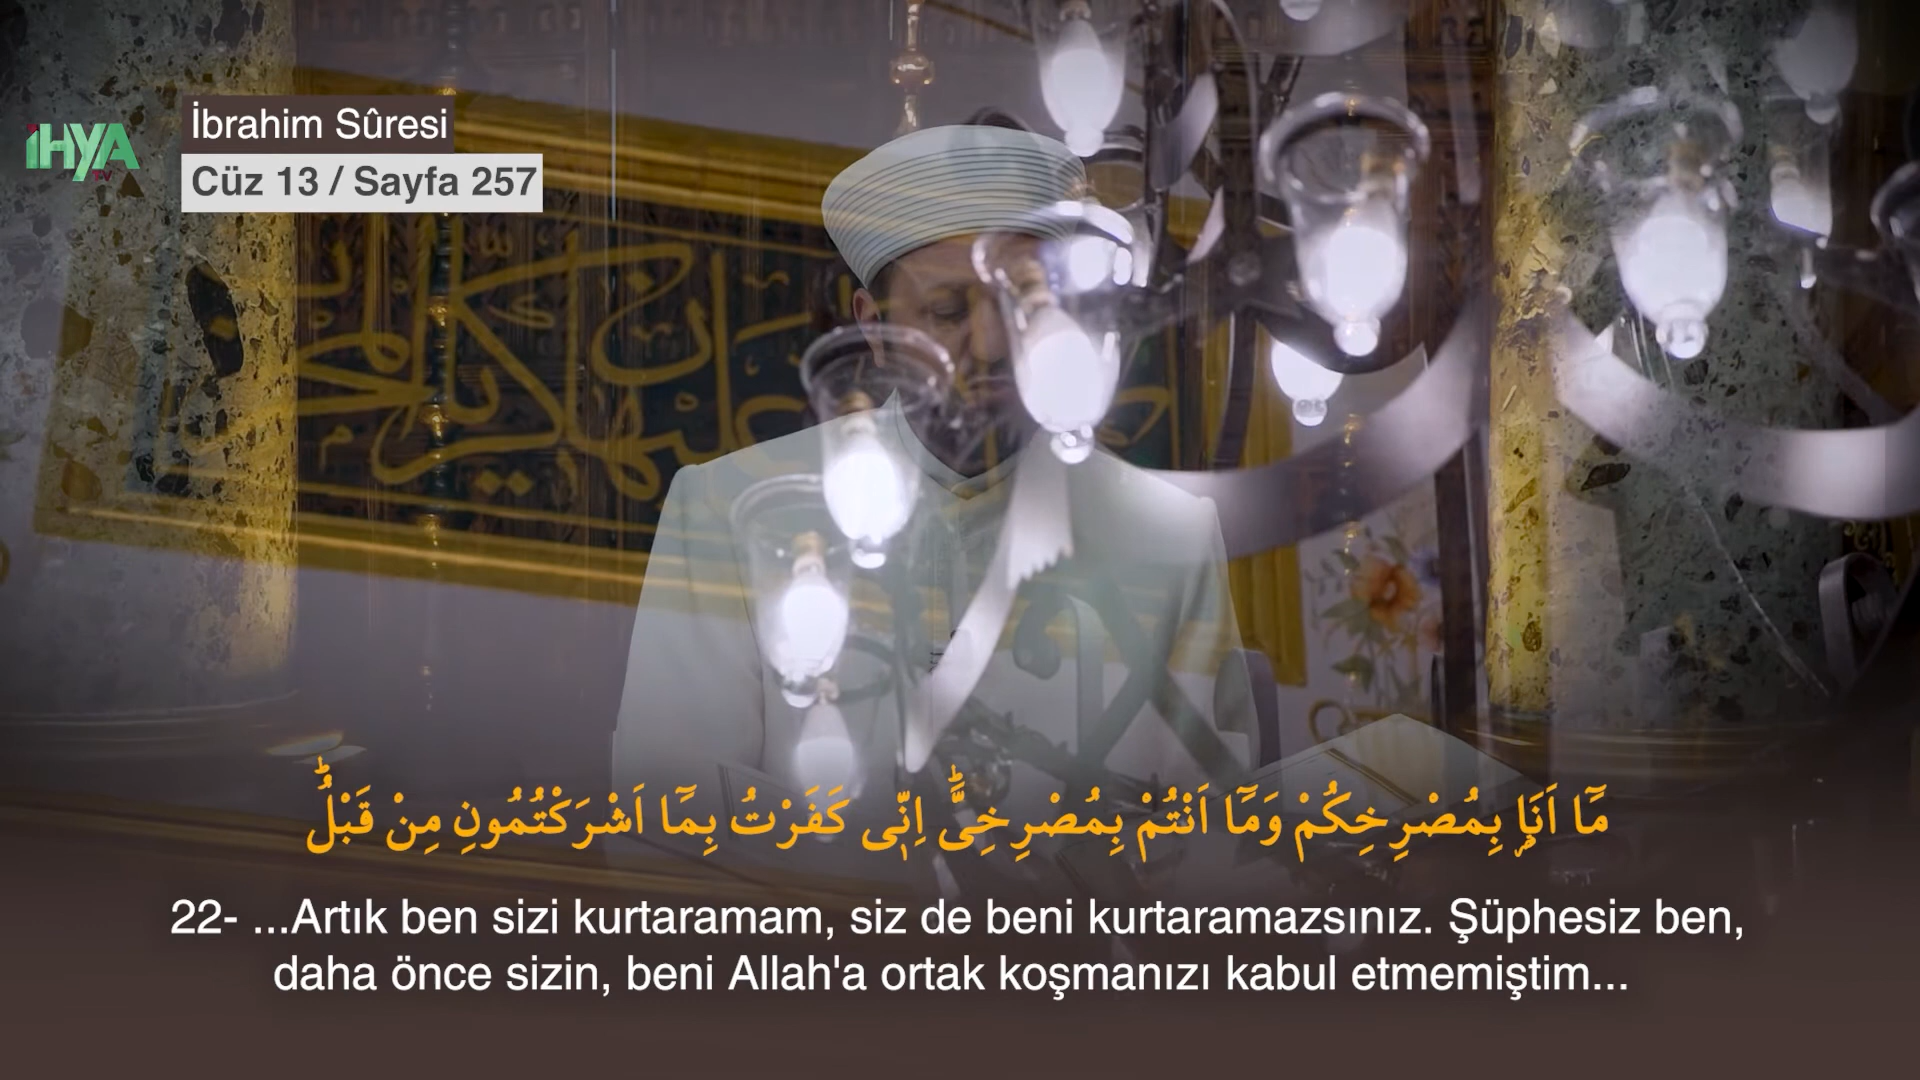 İHYA
TV
İbrahim Sûresi
Cüz 13 / Sayfa 257
مَٓا اَنَا۬ بِمُصْرِخِكُمْ وَمَٓا اَنْتُمْ بِمُصْرِخِيَّۜ اِنّ۪ي كَفَرْتُ بِمَٓا اَشْرَكْتُمُونِ مِنْ قَبْلُۜ
22- ...Artık ben sizi kurtaramam, siz de beni kurtaramazsınız. Şüphesiz ben,
daha önce sizin, beni Allah'a ortak koşmanızı kabul etmemiştim...